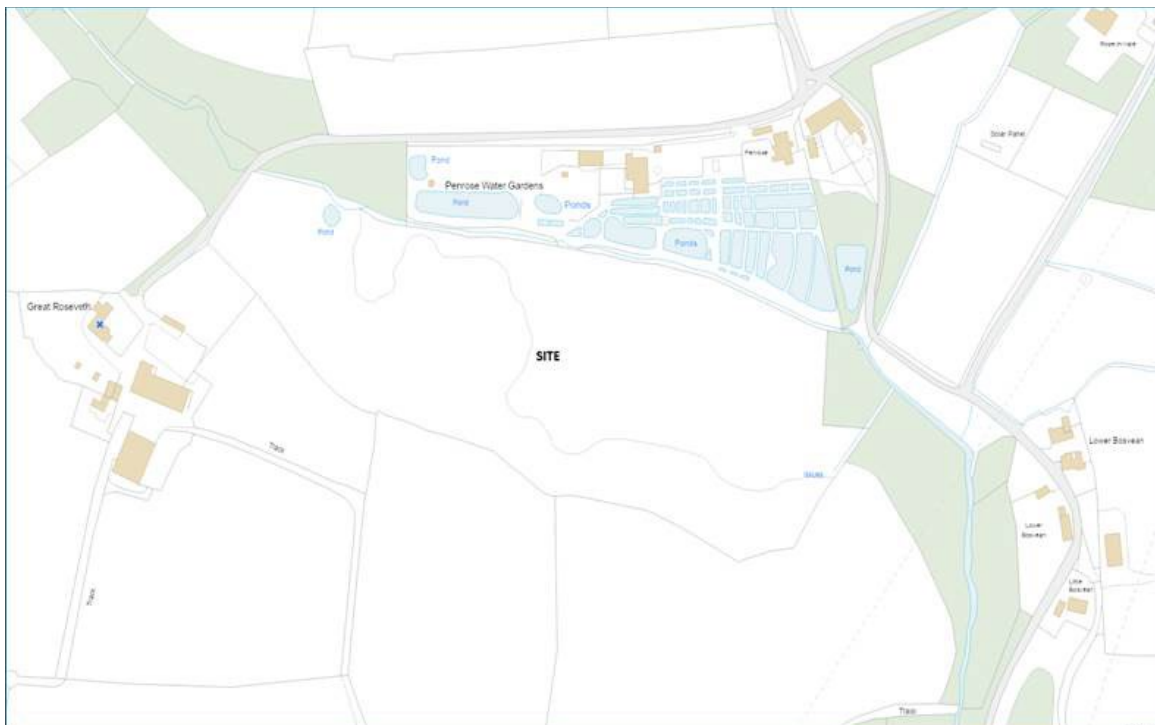 Solar Panel
Pond
Penrose
Penrose Water Gardens
Pond
Ponds
Pond
Ponds
Pond
Great Roseveth
SITE
Track
Issues
Lower Bosvean
Lower
Bosvean
Little
Bosvean
Track
Track